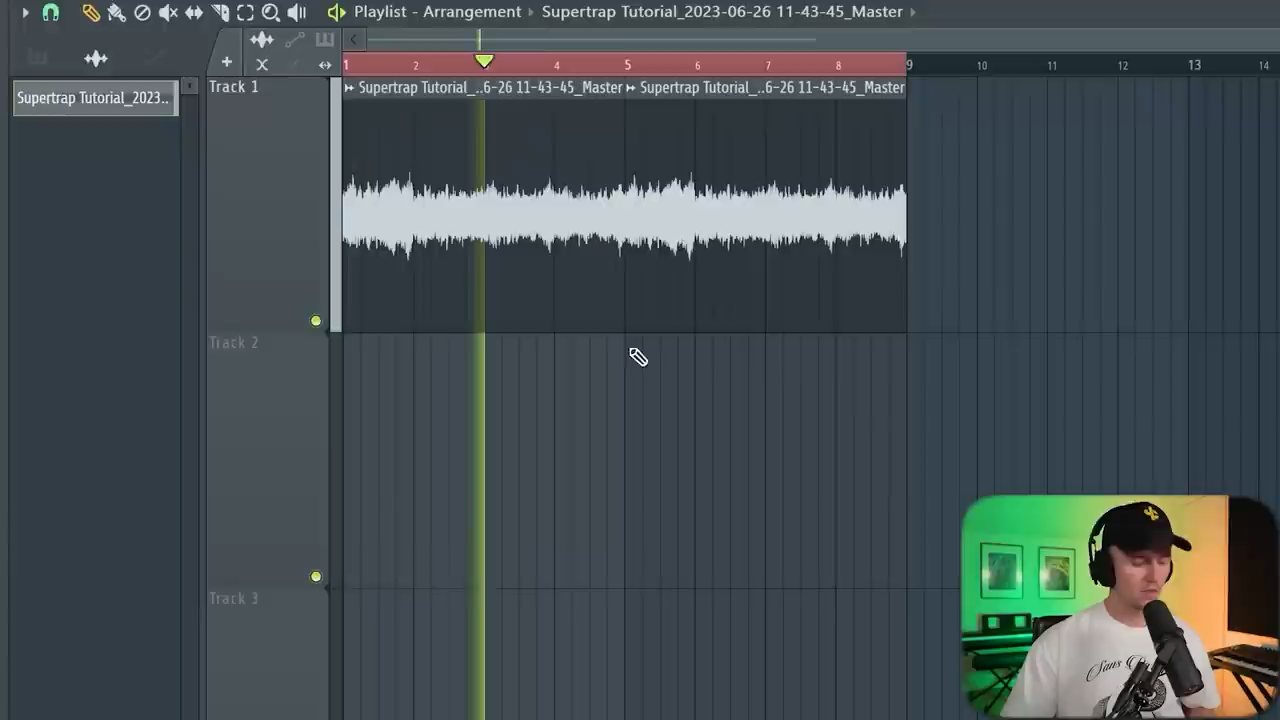 Playlist - Arrangement › Supertrap Tutorial_2023-06-26 11-43-45_Master ›
1 2 4 5 6 7 8 9 10 11 12 13 14
Supertrap Tutorial_2023..
Track 1
Supertrap Tutorial_..6-26 11-43-45_Master
Supertrap Tutorial_..6-26 11-43-45_Master
Track 2
Track 3
Sans